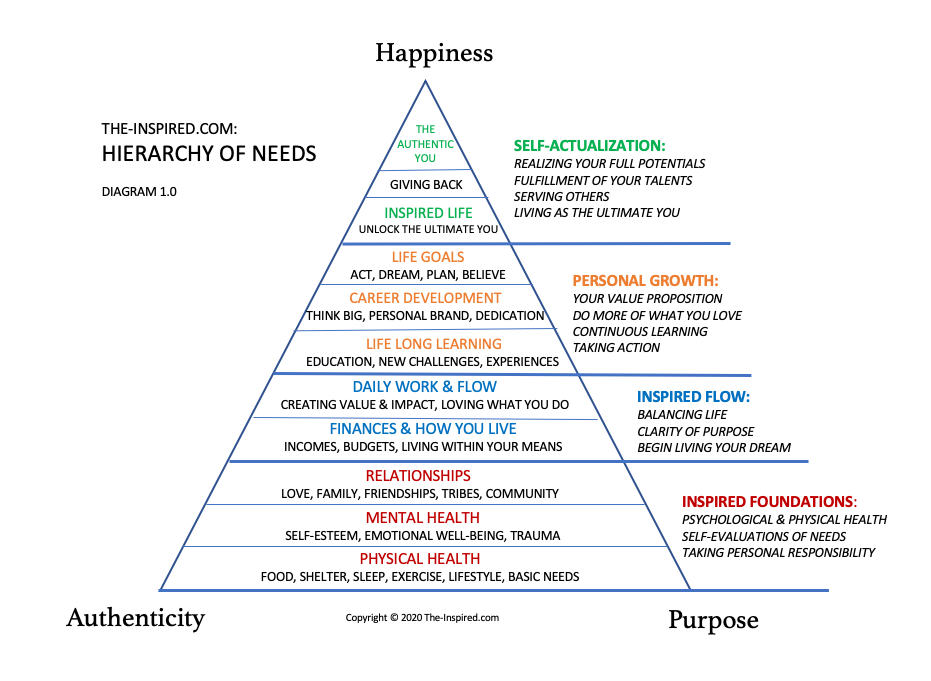 Happiness
THE-INSPIRED.COM:
HIERARCHY OF NEEDS
DIAGRAM 1.0
THE
AUTHENTIC
YOU
GIVING BACK
INSPIRED LIFE
UNLOCK THE ULTIMATE YOU
SELF-ACTUALIZATION:
REALIZING YOUR FULL POTENTIALS
FULFILLMENT OF YOUR TALENTS
SERVING OTHERS
LIVING AS THE ULTIMATE YOU
LIFE GOALS
ACT, DREAM, PLAN, BELIEVE
CAREER DEVELOPMENT
THINK BIG, PERSONAL BRAND, DEDICATION
LIFE LONG LEARNING
EDUCATION, NEW CHALLENGES, EXPERIENCES
PERSONAL GROWTH:
YOUR VALUE PROPOSITION
DO MORE OF WHAT YOU LOVE
CONTINUOUS LEARNING
TAKING ACTION
DAILY WORK & FLOW
CREATING VALUE & IMPACT, LOVING WHAT YOU DO
FINANCES & HOW YOU LIVE
INCOMES, BUDGETS, LIVING WITHIN YOUR MEANS
INSPIRED FLOW:
BALANCING LIFE
CLARITY OF PURPOSE
BEGIN LIVING YOUR DREAM
RELATIONSHIPS
LOVE, FAMILY, FRIENDSHIPS, TRIBES, COMMUNITY
MENTAL HEALTH
SELF-ESTEEM, EMOTIONAL WELL-BEING, TRAUMA
PHYSICAL HEALTH
FOOD, SHELTER, SLEEP, EXERCISE, LIFESTYLE, BASIC NEEDS
INSPIRED FOUNDATIONS:
PSYCHOLOGICAL & PHYSICAL HEALTH
SELF-EVALUATIONS OF NEEDS
TAKING PERSONAL RESPONSIBILITY
Authenticity
Copyright © 2020 The-Inspired.com
Purpose